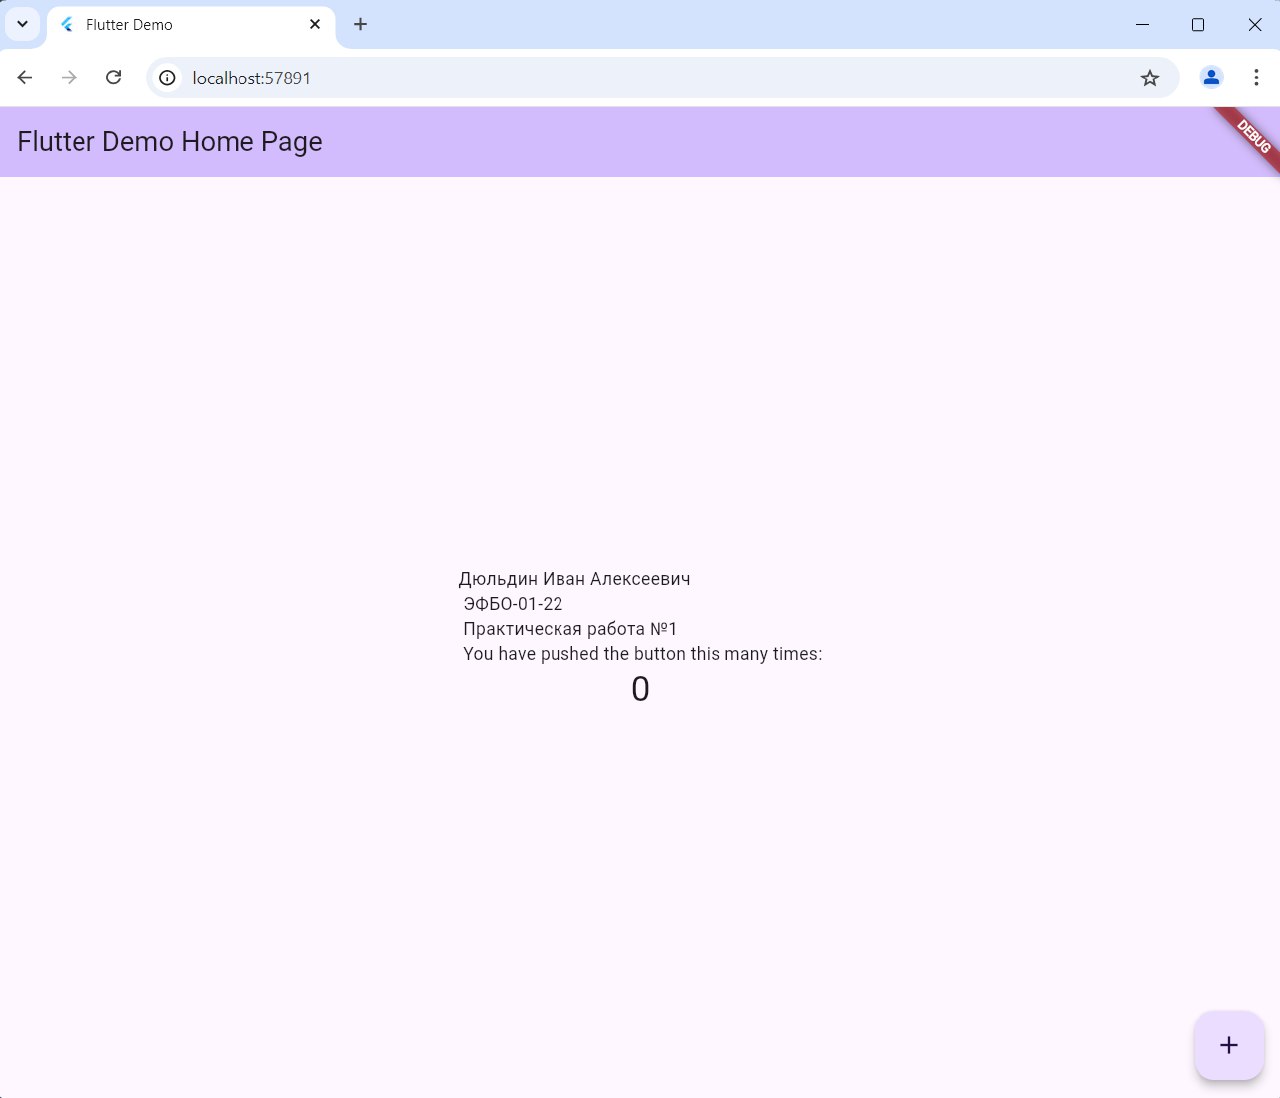 Flutter Demo
localhost:57891
Flutter Demo Home Page
DEBUG
Дюльдин Иван Алексеевич
ЭФБО-01-22
Практическая работа №1
You have pushed the button this many times:
0